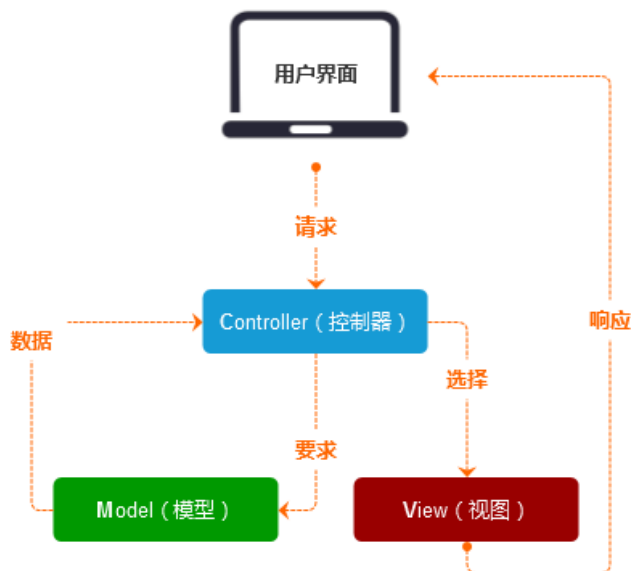 用户界面
请求
Controller（控制器）
数据
响应
选择
要求
Model（模型）
View（视图）